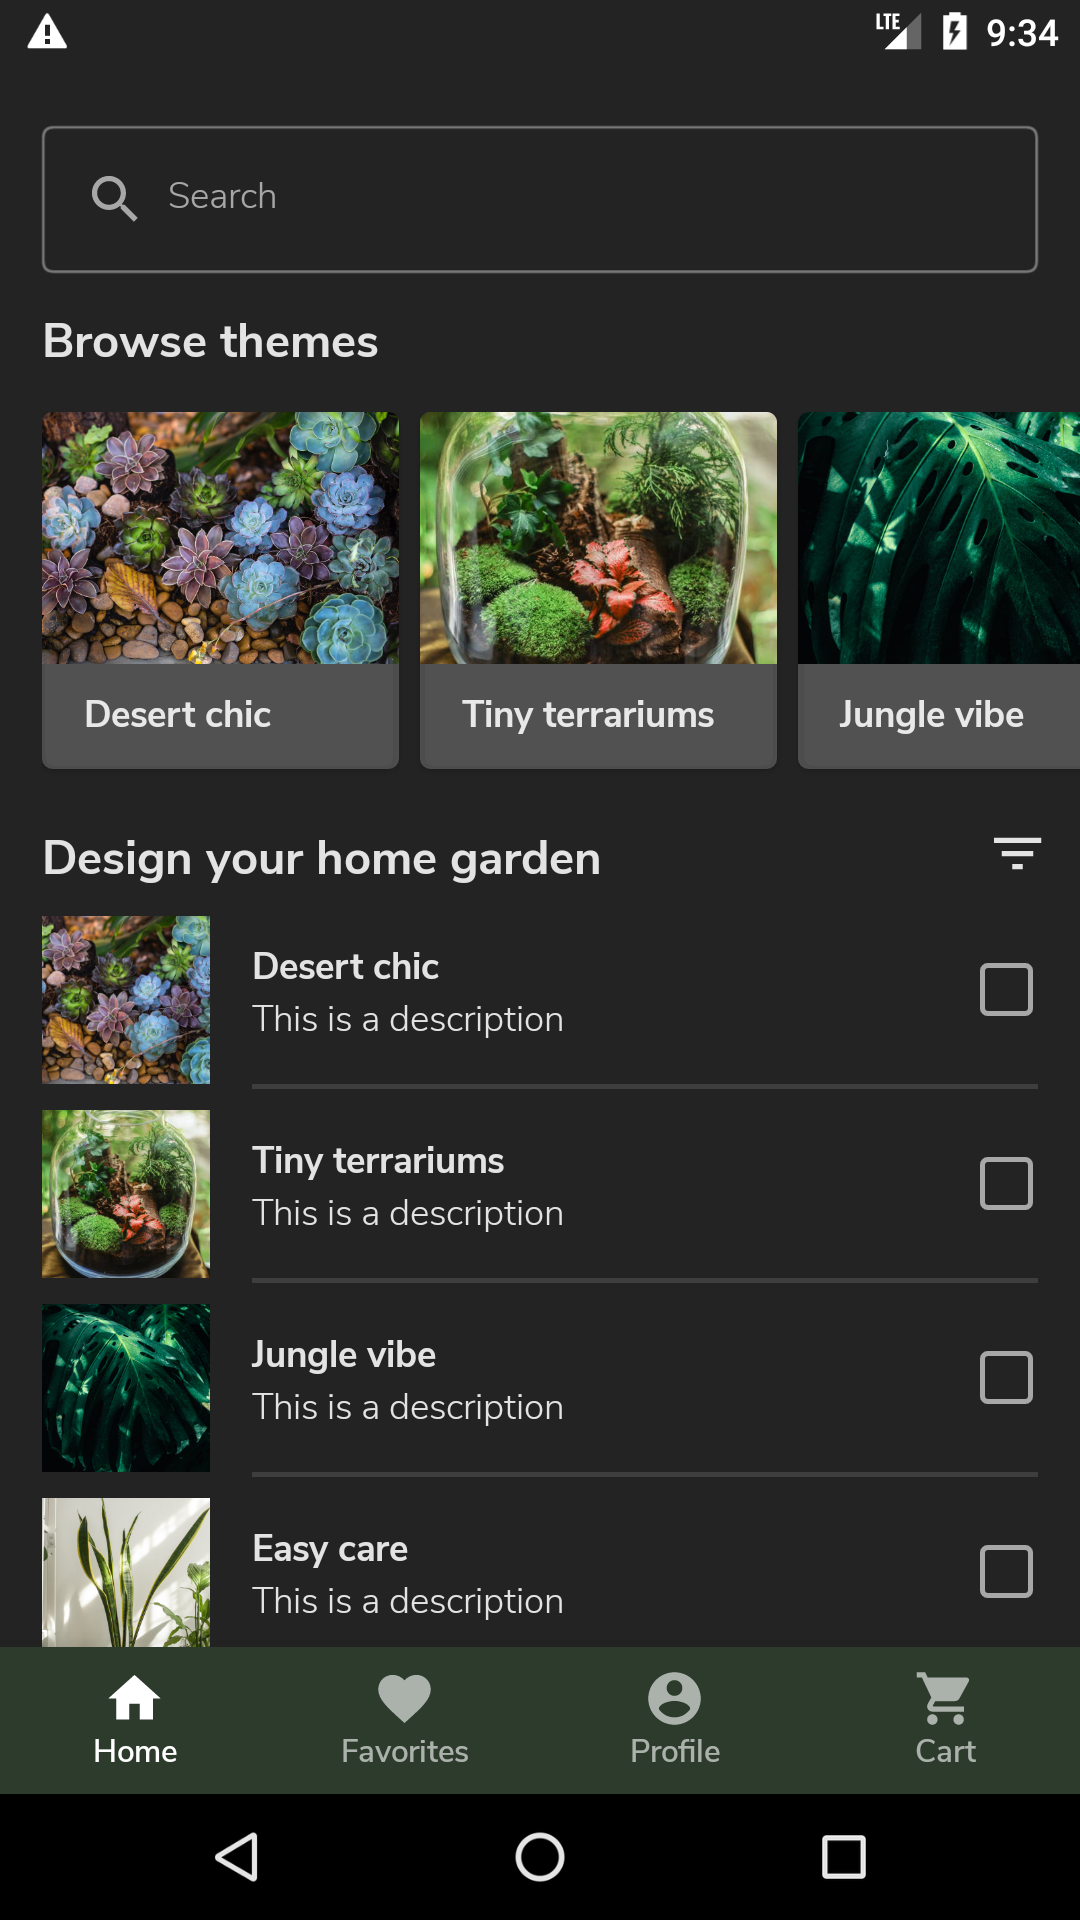 LTE 9:34
Search
Browse themes
Desert chic
Tiny terrariums
Jungle vibe
Design your home garden
Desert chic
This is a description
Tiny terrariums
This is a description
Jungle vibe
This is a description
Easy care
This is a description
Home
Favorites
Profile
Cart